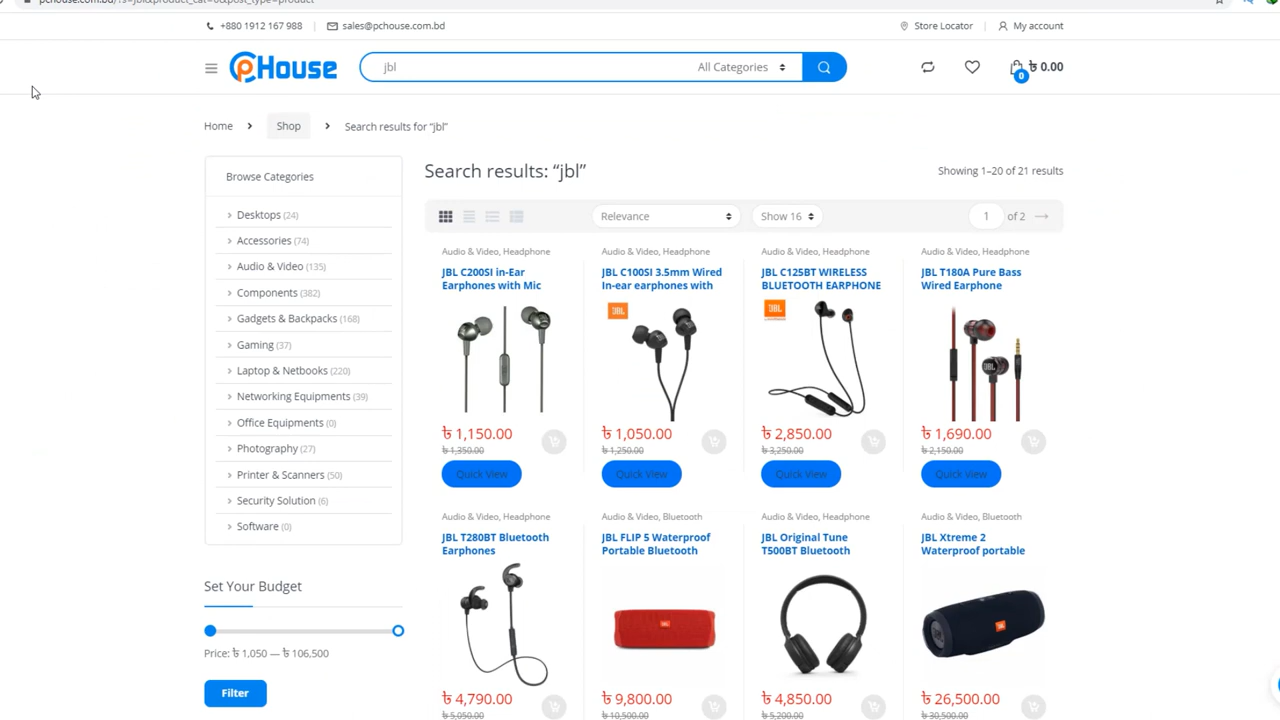 +880 1912 167 988
sales@pchouse.com.bd
Store Locator
My account
PHouse
jbl
All Categories
0
৳ 0.00
Home
Shop
Search results for “jbl”
Browse Categories
Desktops (24)
Accessories (74)
Audio & Video (135)
Components (382)
Gadgets & Backpacks (168)
Gaming (37)
Laptop & Netbooks (220)
Networking Equipments (39)
Office Equipments (0)
Photography (27)
Printer & Scanners (50)
Security Solution (6)
Software (0)
Set Your Budget
Price: ৳ 1,050 — ৳ 106,500
Filter
Search results: “jbl”
Showing 1–20 of 21 results
Relevance
Show 16
1 of 2
Audio & Video, Headphone
JBL C200SI in-Ear
Earphones with Mic
৳ 1,150.00
৳ 1,350.00
Quick View
Audio & Video, Headphone
JBL C100SI 3.5mm Wired
In-ear earphones with
JBL
৳ 1,050.00
৳ 1,250.00
Quick View
Audio & Video, Headphone
JBL C125BT WIRELESS
BLUETOOTH EARPHONE
JBL
৳ 2,850.00
৳ 3,250.00
Quick View
Audio & Video, Headphone
JBL T180A Pure Bass
Wired Earphone
JBL
৳ 1,690.00
৳ 2,150.00
Quick View
Audio & Video, Headphone
JBL T280BT Bluetooth
Earphones
৳ 4,790.00
৳ 5,050.00
Audio & Video, Bluetooth
JBL FLIP 5 Waterproof
Portable Bluetooth
JBL
৳ 9,800.00
৳ 10,500.00
Audio & Video, Headphone
JBL Original Tune
T500BT Bluetooth
৳ 4,850.00
৳ 5,200.00
Audio & Video, Bluetooth
JBL Xtreme 2
Waterproof portable
JBL
৳ 26,500.00
৳ 30,500.00